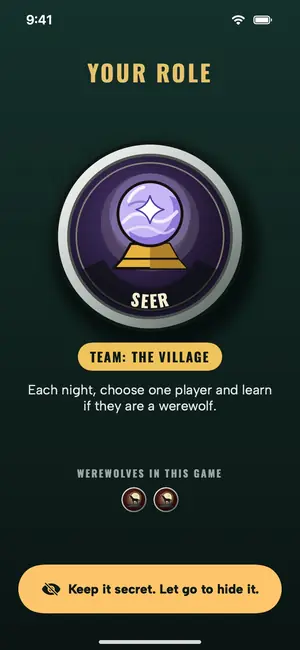 9:41
YOUR ROLE
SEER
TEAM: THE VILLAGE
Each night, choose one player and learn
if they are a werewolf.
WEREWOLVES IN THIS GAME
Keep it secret. Let go to hide it.